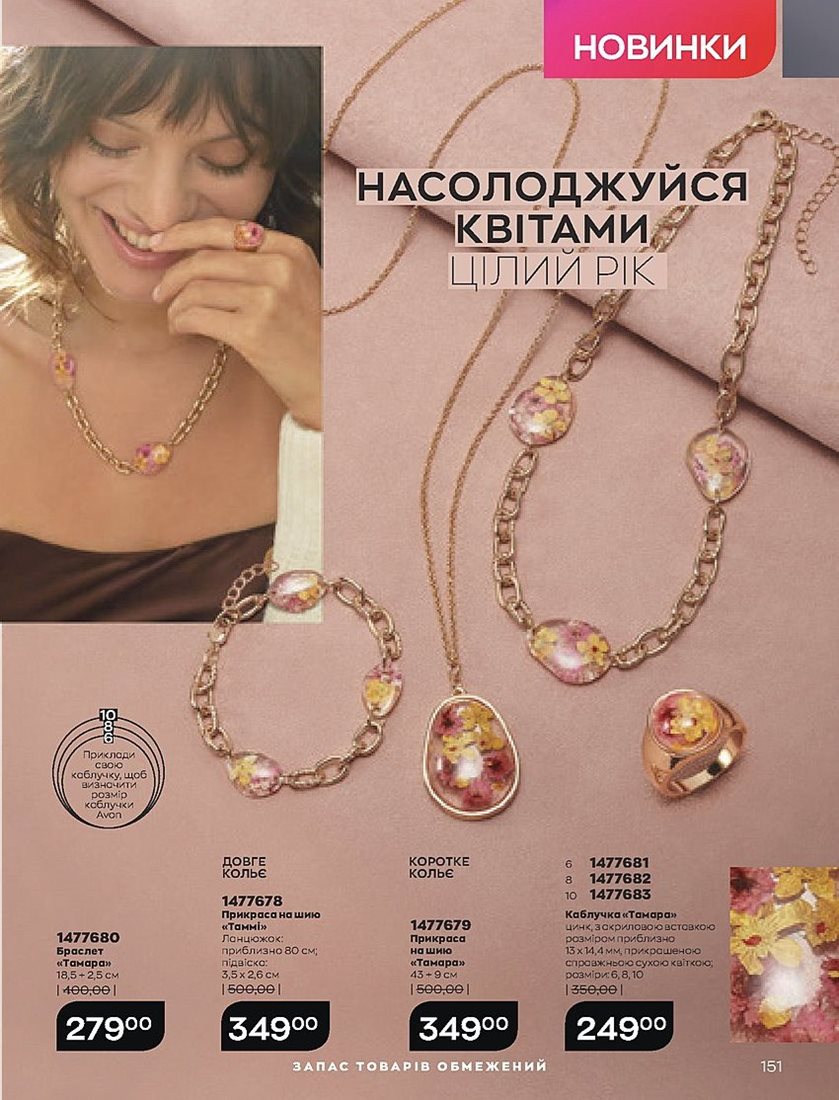 НОВИНКИ
НАСОЛОДЖУЙСЯ
КВІТАМИ
ЦІЛИЙ РІК
10
8
6
Приклади
свою
каблучку, щоб
визначити
розмір
каблучки
Avon
1477680
Браслет
«Тамара»
18,5 + 2,5 см
| 400,00 |
279⁰⁰
ДОВГЕ
КОЛЬЄ
1477678
Прикраса на шию
«Таммі»
Ланцюжок:
приблизно 80 см;
підвіска:
3,5 х 2,6 см
| 500,00 |
349⁰⁰
КОРОТКЕ
КОЛЬЄ
1477679
Прикраса
на шию
«Тамара»
43 + 9 см
| 500,00 |
349⁰⁰
6 1477681
8 1477682
10 1477683
Каблучка «Тамара»
цинк, з акриловою вставкою
розміром приблизно
13 х 14,4 мм, прикрашеною
справжньою сухою квіткою;
розміри: 6, 8, 10
| 350,00 |
249⁰⁰
ЗАПАС ТОВАРІВ ОБМЕЖЕНИЙ
151